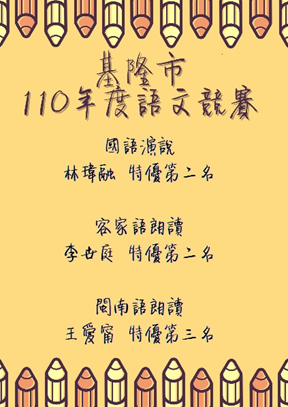 基隆市
110年度語文競賽
國語演說
林瑋融 特優第二名
客家語朗讀
李世庭 特優第二名
閩南語朗讀
王愛甯 特優第三名